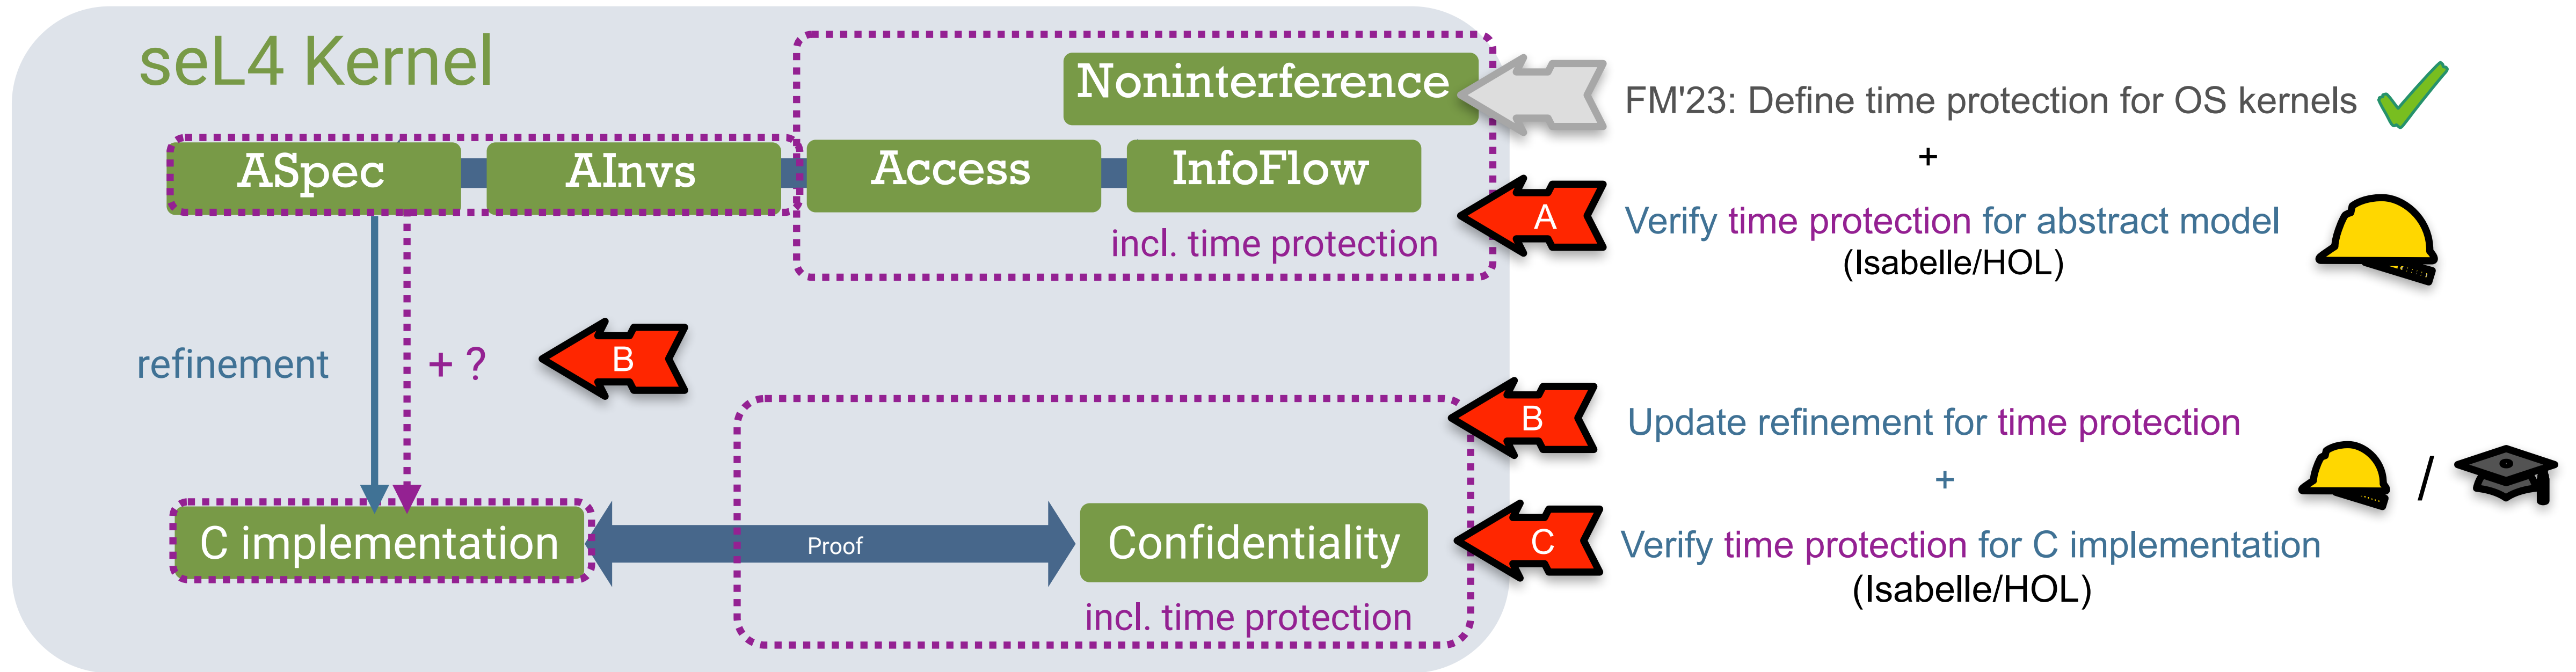 seL4 Kernel
Noninterference
FM'23: Define time protection for OS kernels
+
ASpec
AInvs
Access
InfoFlow
A
Verify time protection for abstract model
(Isabelle/HOL)
incl. time protection
refinement
+ ?
B
B
Update refinement for time protection
+
/
C implementation
Proof
Confidentiality
C
Verify time protection for C implementation
(Isabelle/HOL)
incl. time protection